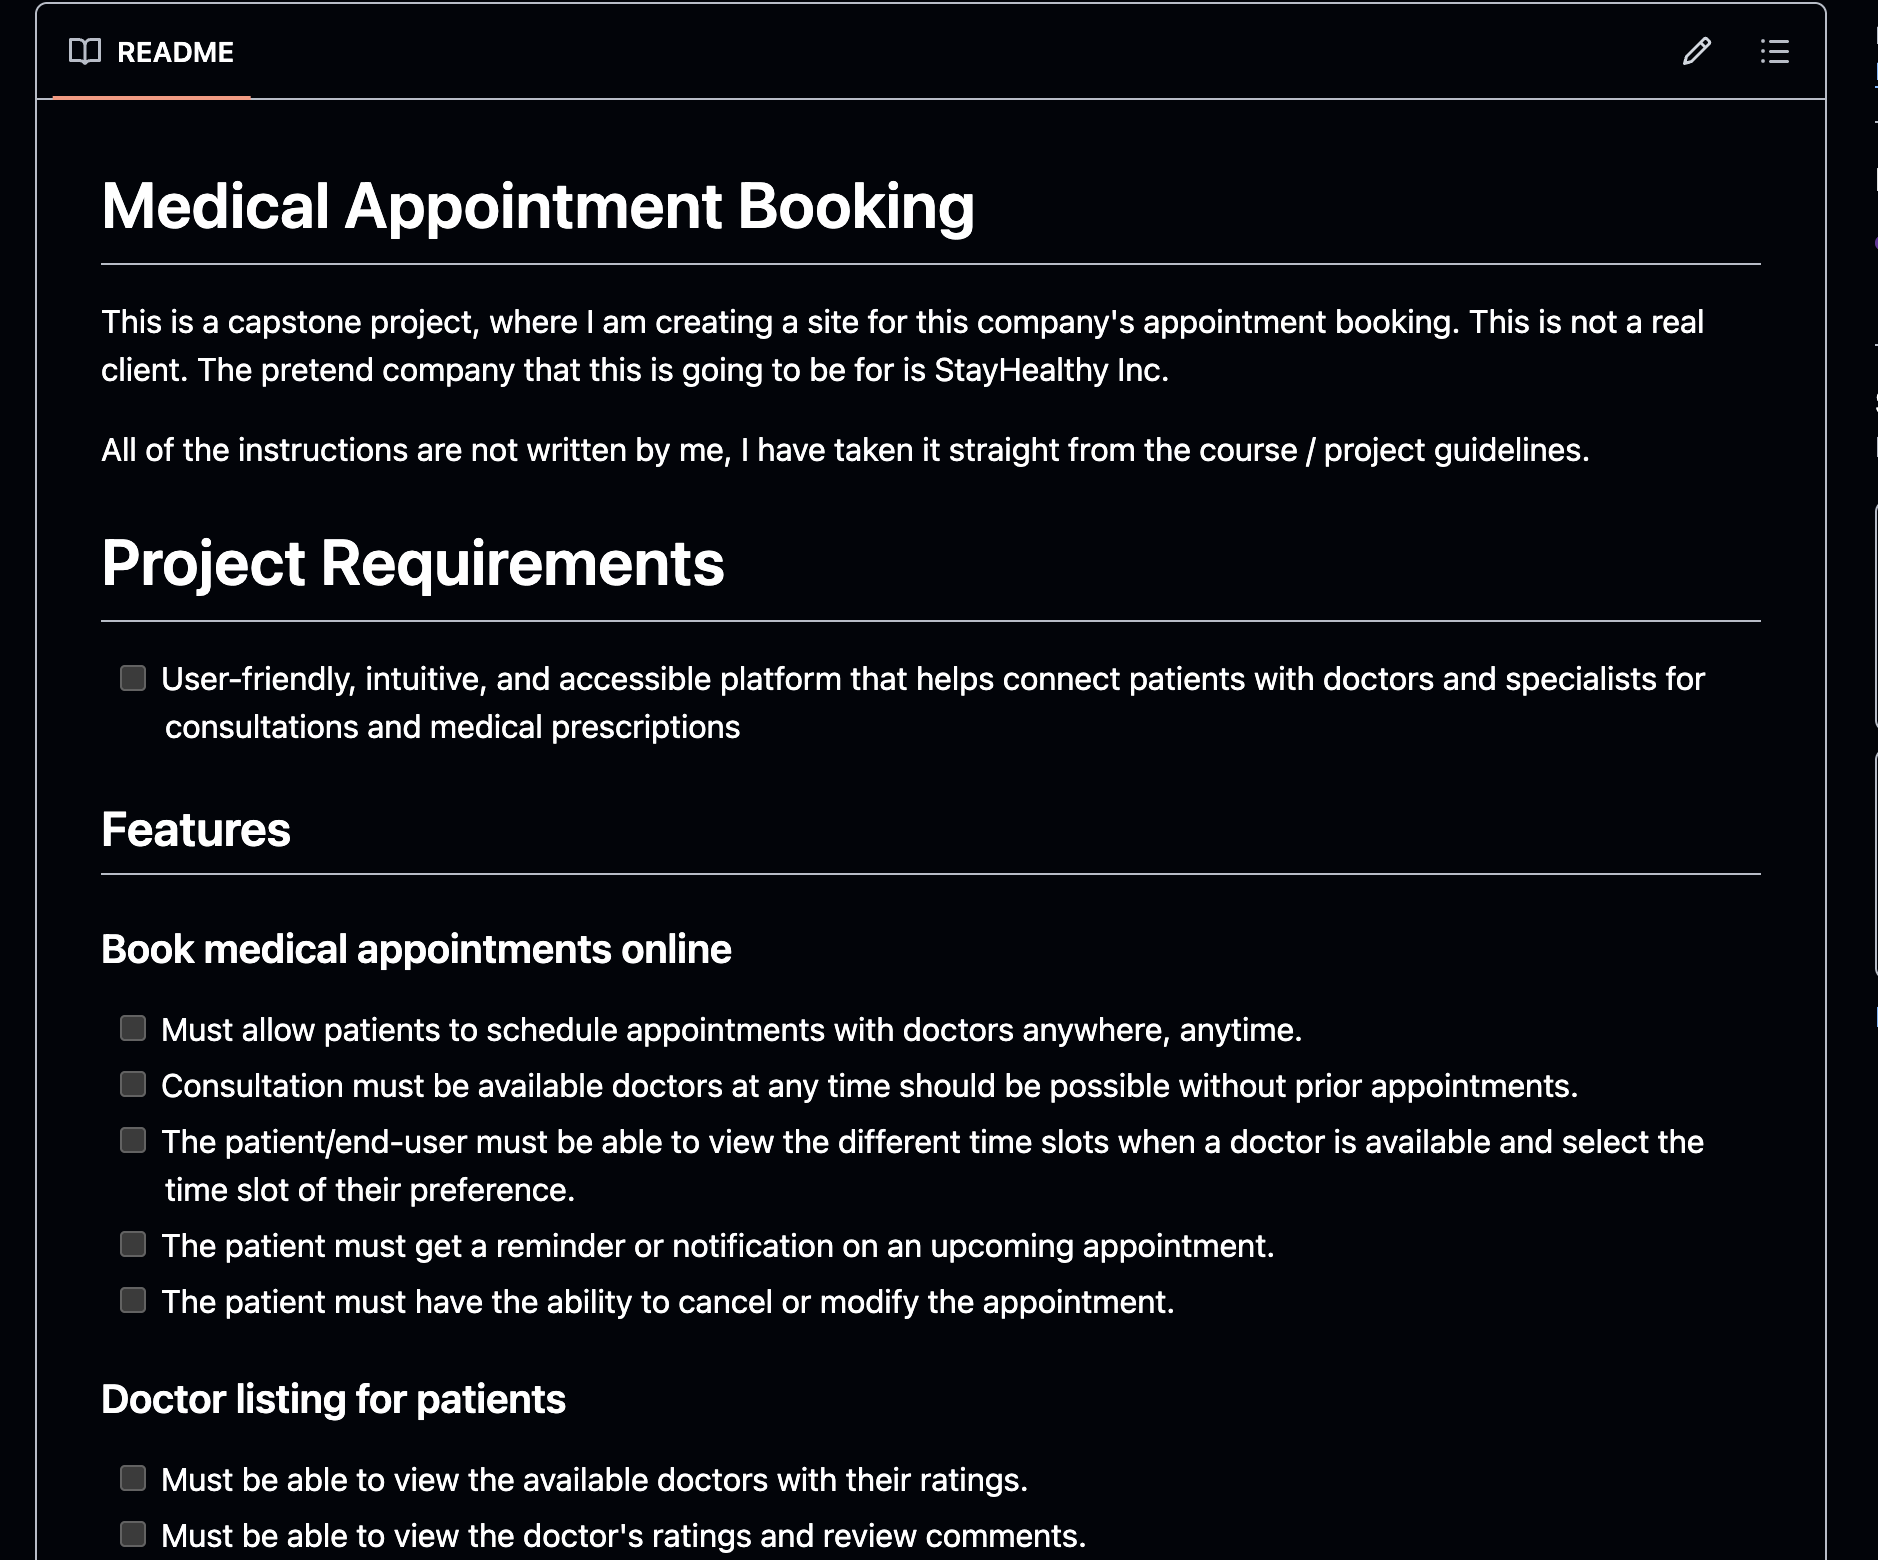 README
Medical Appointment Booking
This is a capstone project, where I am creating a site for this company's appointment booking. This is not a real
client. The pretend company that this is going to be for is StayHealthy Inc.
All of the instructions are not written by me, I have taken it straight from the course / project guidelines.
Project Requirements
User-friendly, intuitive, and accessible platform that helps connect patients with doctors and specialists for
consultations and medical prescriptions
Features
Book medical appointments online
Must allow patients to schedule appointments with doctors anywhere, anytime.
Consultation must be available doctors at any time should be possible without prior appointments.
The patient/end-user must be able to view the different time slots when a doctor is available and select the
time slot of their preference.
The patient must get a reminder or notification on an upcoming appointment.
The patient must have the ability to cancel or modify the appointment.
Doctor listing for patients
Must be able to view the available doctors with their ratings.
Must be able to view the doctor's ratings and review comments.